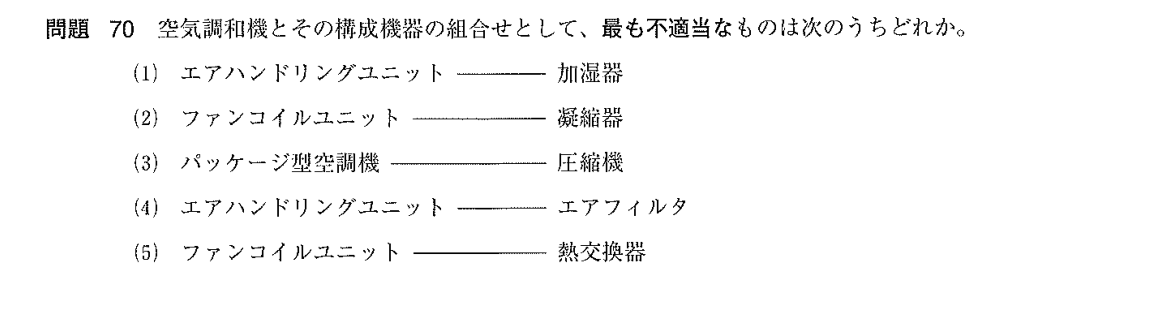 問題 70 空気調和機とその構成機器の組合せとして、最も不適当なものは次のうちどれか。
(1) エアハンドリングユニット ———— 加湿器
(2) ファンコイルユニット —————— 凝縮器
(3) パッケージ型空調機 ——————— 圧縮機
(4) エアハンドリングユニット ———— エアフィルタ
(5) ファンコイルユニット —————— 熱交換器